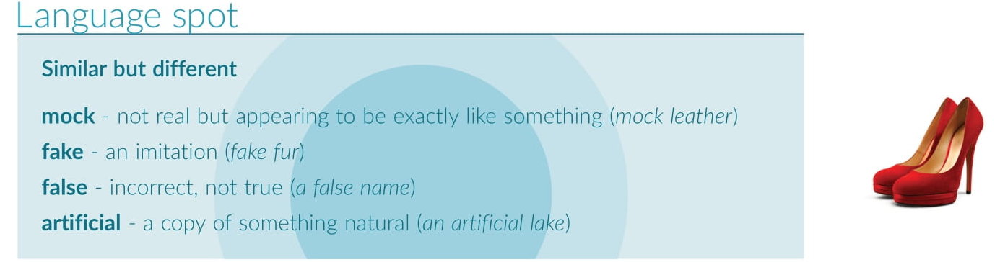 Language spot
Similar but different
mock - not real but appearing to be exactly like something (mock leather)
fake - an imitation (fake fur)
false - incorrect, not true (a false name)
artificial - a copy of something natural (an artificial lake)